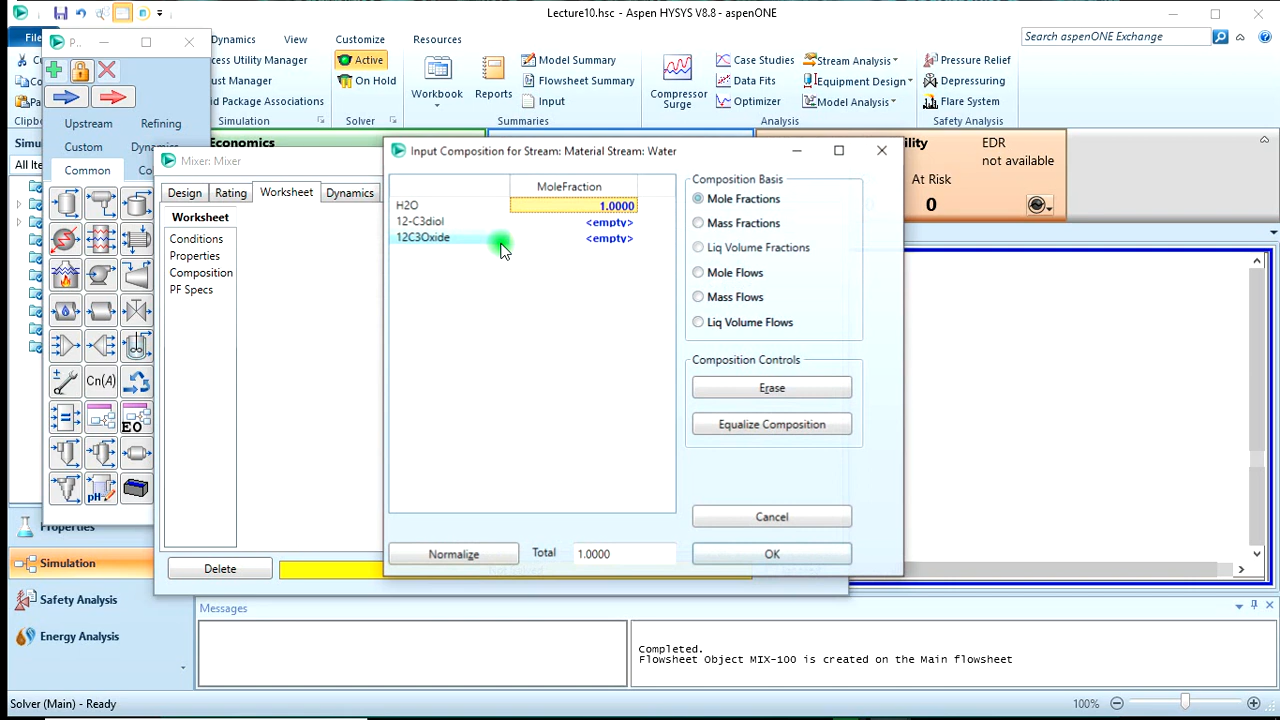 Lecture10.hsc - Aspen HYSYS V8.8 - aspenONE
File
P..
Dynamics
View
Customize
Resources
Search aspenONE Exchange
Active
On Hold
Solver
Simulation
Workbook
Reports
Model Summary
Flowsheet Summary
Input
Summaries
Compressor
Surge
Case Studies
Data Fits
Optimizer
Stream Analysis
Equipment Design
Model Analysis
Analysis
Pressure Relief
Depressuring
Flare System
Safety Analysis
Upstream
Refining
Custom
Dynamics
Common
All Ite
Economics
EDR
not available
At Risk
0
Mixer: Mixer
Design
Rating
Worksheet
Dynamics
Worksheet
Conditions
Properties
Composition
PF Specs
Delete
Input Composition for Stream: Material Stream: Water
MoleFraction
H2O 1.0000
12-C3diol <empty>
12C3Oxide <empty>
Composition Basis
Mole Fractions
Mass Fractions
Liq Volume Fractions
Mole Flows
Mass Flows
Liq Volume Flows
Composition Controls
Erase
Equalize Composition
Cancel
Normalize
Total 1.0000
OK
Cn(A)
EO
pH
Properties
Simulation
Safety Analysis
Energy Analysis
Messages
Completed.
Flowsheet Object MIX-100 is created on the Main flowsheet
Solver (Main) - Ready
100%